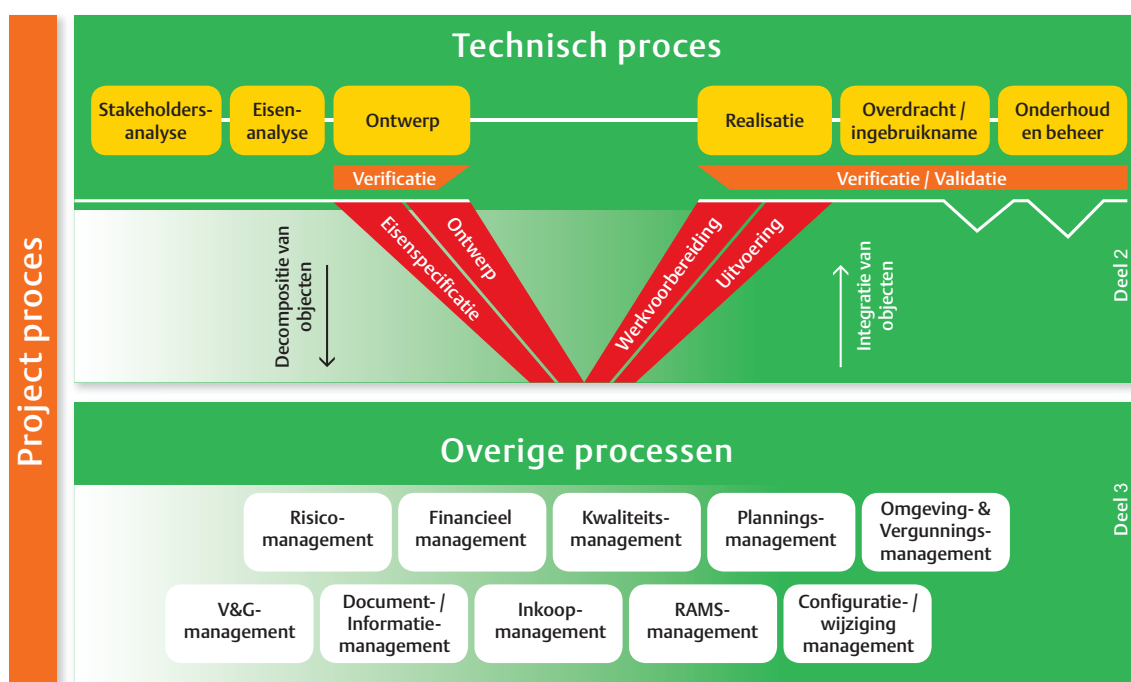 Project proces
Technisch proces
Stakeholders-
analyse
Eisen-
analyse
Ontwerp
Realisatie
Overdracht /
ingebruikname
Onderhoud
en beheer
Verificatie
Verificatie / Validatie
Decompositie van
objecten
Eisenspecificatie
Ontwerp
Werkvoorbereiding
Uitvoering
Integratie van
objecten
Deel 2
Overige processen
Risico-
management
Financieel
management
Kwaliteits-
management
Plannings-
management
Omgeving- &
Vergunnings-
management
V&G-
management
Document- /
Informatie-
management
Inkoop-
management
RAMS-
management
Configuratie- /
wijziging
management
Deel 3